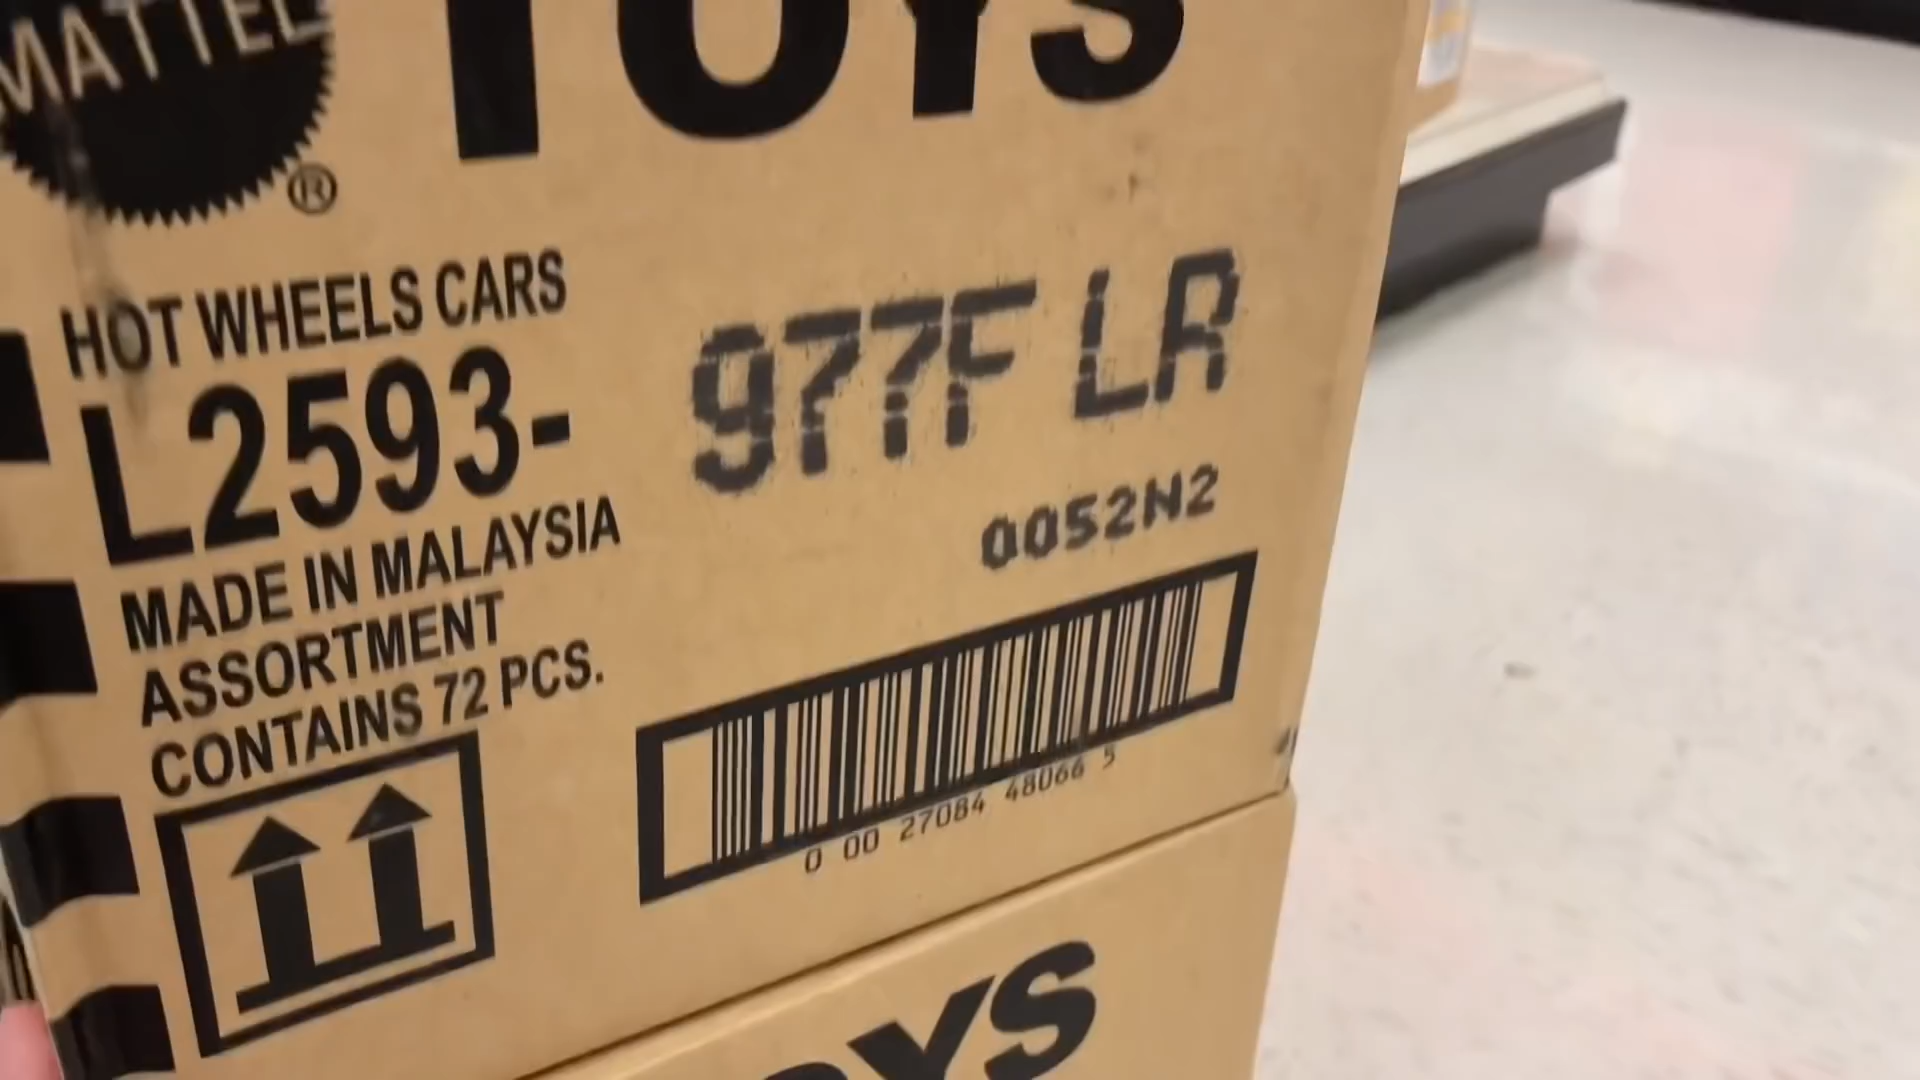 MATTEL
TOYS
®
HOT WHEELS CARS
L2593-
977F LR
0052N2
MADE IN MALAYSIA
ASSORTMENT
CONTAINS 72 PCS.
0 00 27084 48066 5